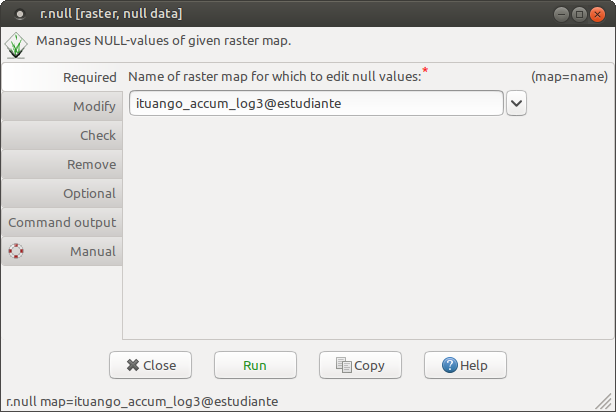 r.null [raster, null data]
Manages NULL-values of given raster map.
Required
Name of raster map for which to edit null values:*
(map=name)
ituango_accum_log3@estudiante
Modify
Check
Remove
Optional
Command output
Manual
Close
Run
Copy
Help
r.null map=ituango_accum_log3@estudiante